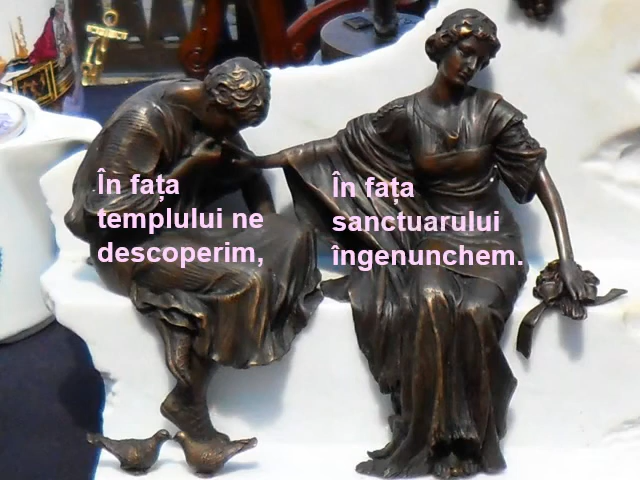 În fața
templului ne
descoperim,
În fața
sanctuarului
îngenunchem.